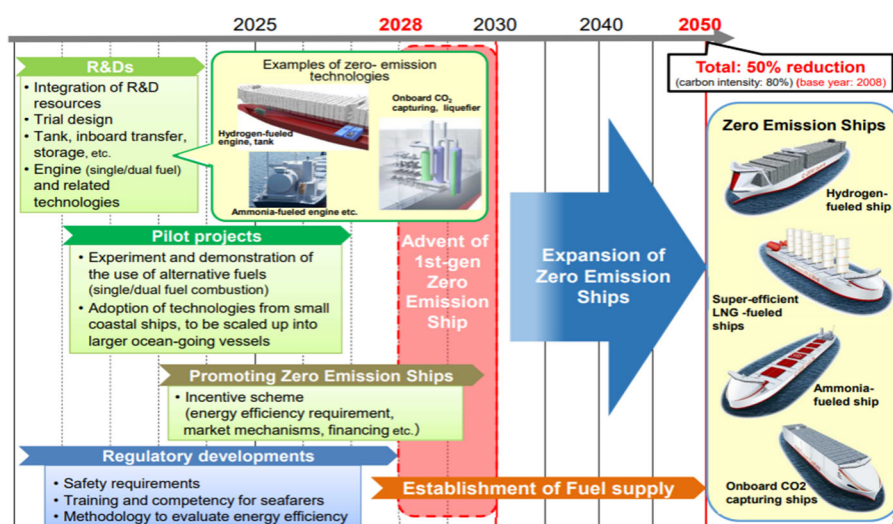 2025
2028
2030
2040
2050
R&Ds
• Integration of R&D
resources
• Trial design
• Tank, inboard transfer,
storage, etc.
• Engine (single/dual fuel)
and related
technologies
Examples of zero- emission
technologies
Hydrogen-fueled
engine, tank
Onboard CO2
capturing, liquefier
Ammonia-fueled engine etc.
Total: 50% reduction
(carbon intensity: 80%) (base year: 2008)
Pilot projects
• Experiment and demonstration of
the use of alternative fuels
(single/dual fuel combustion)
• Adoption of technologies from small
coastal ships, to be scaled up into
larger ocean-going vessels
Advent of
1st-gen
Zero
Emission
Ship
Expansion of
Zero Emission
Ships
Promoting Zero Emission Ships
• Incentive scheme
(energy efficiency requirement,
market mechanisms, financing etc.)
Regulatory developments
• Safety requirements
• Training and competency for seafarers
• Methodology to evaluate energy efficiency
Establishment of Fuel supply
Zero Emission Ships
Hydrogen-
fueled ship
Super-efficient
LNG -fueled
ships
Ammonia-
fueled ship
Onboard CO2
capturing ships